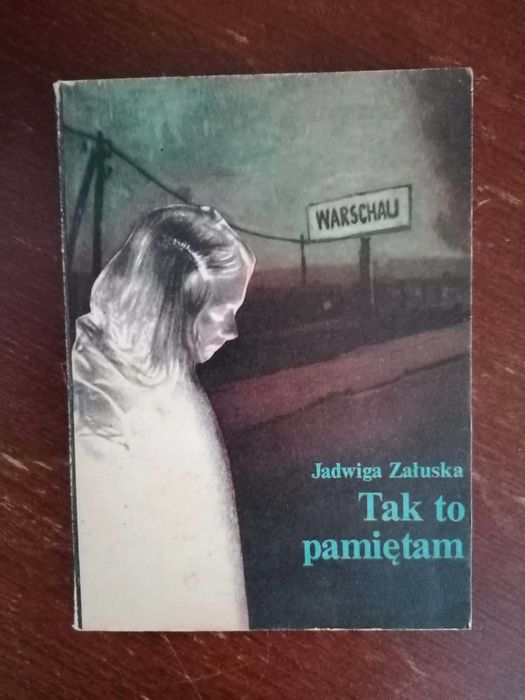 WARSCHAU
Jadwiga Załuska
Tak to
pamiętam